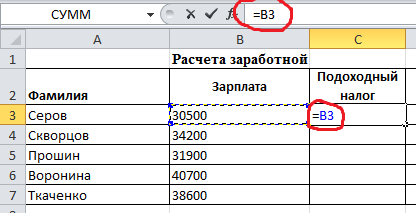 СУММ fx =B3
A B C
1 Расчета заработной
2 Фамилия Зарплата Подоходный налог
3 Серов 30500 =B3
4 Скворцов 34200
5 Прошин 31900
6 Воронина 40700
7 Ткаченко 38600